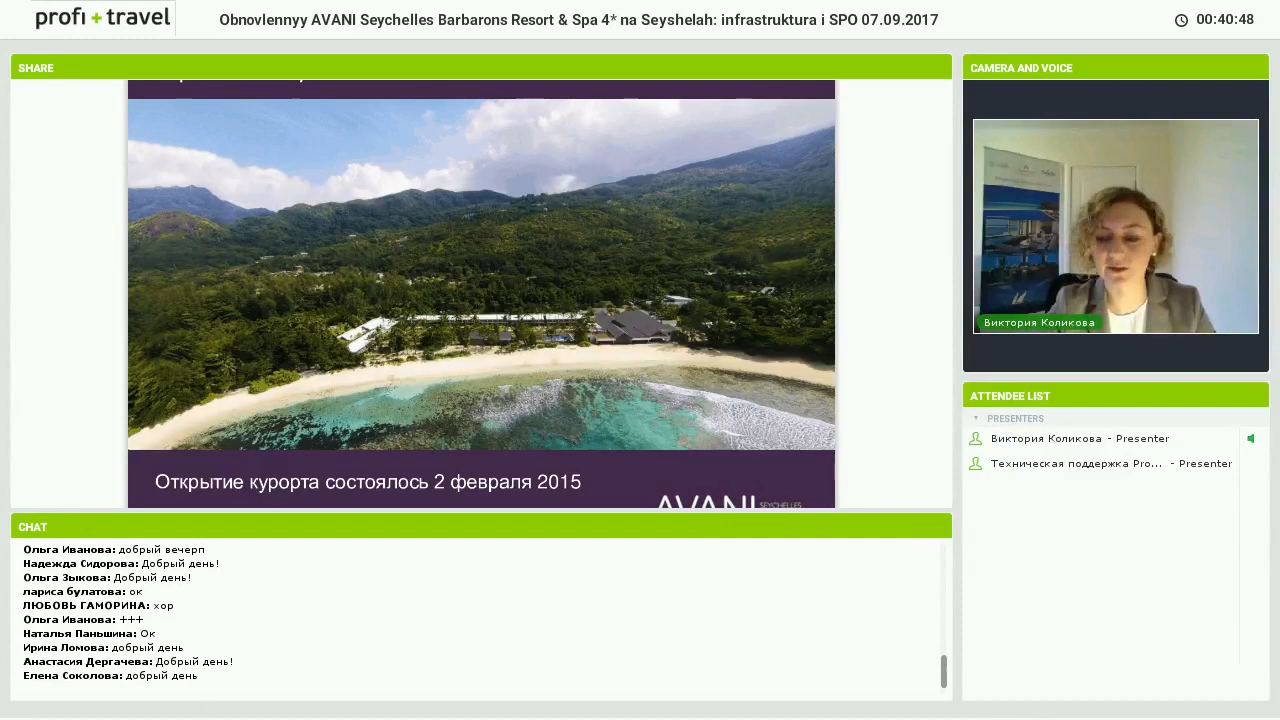 profi + travel
Obnovlennyy AVANI Seychelles Barbarons Resort & Spa 4* na Seyshelah: infrastruktura i SPO 07.09.2017
00:40:48
SHARE
Открытие курорта состоялось 2 февраля 2015
AVANI SEYCHELLES
CAMERA AND VOICE
Виктория Коликова
ATTENDEE LIST
PRESENTERS
Виктория Коликова - Presenter
Техническая поддержка Pro... - Presenter
CHAT
Ольга Иванова: добрый вечерп
Надежда Сидорова: Добрый день!
Ольга Зыкова: Добрый день!
лариса булатова: ок
ЛЮБОВЬ ГАМОРИНА: хор
Ольга Иванова: +++
Наталья Паньшина: Ок
Ирина Ломова: добрый день
Анастасия Дергачева: Добрый день!
Елена Соколова: добрый день